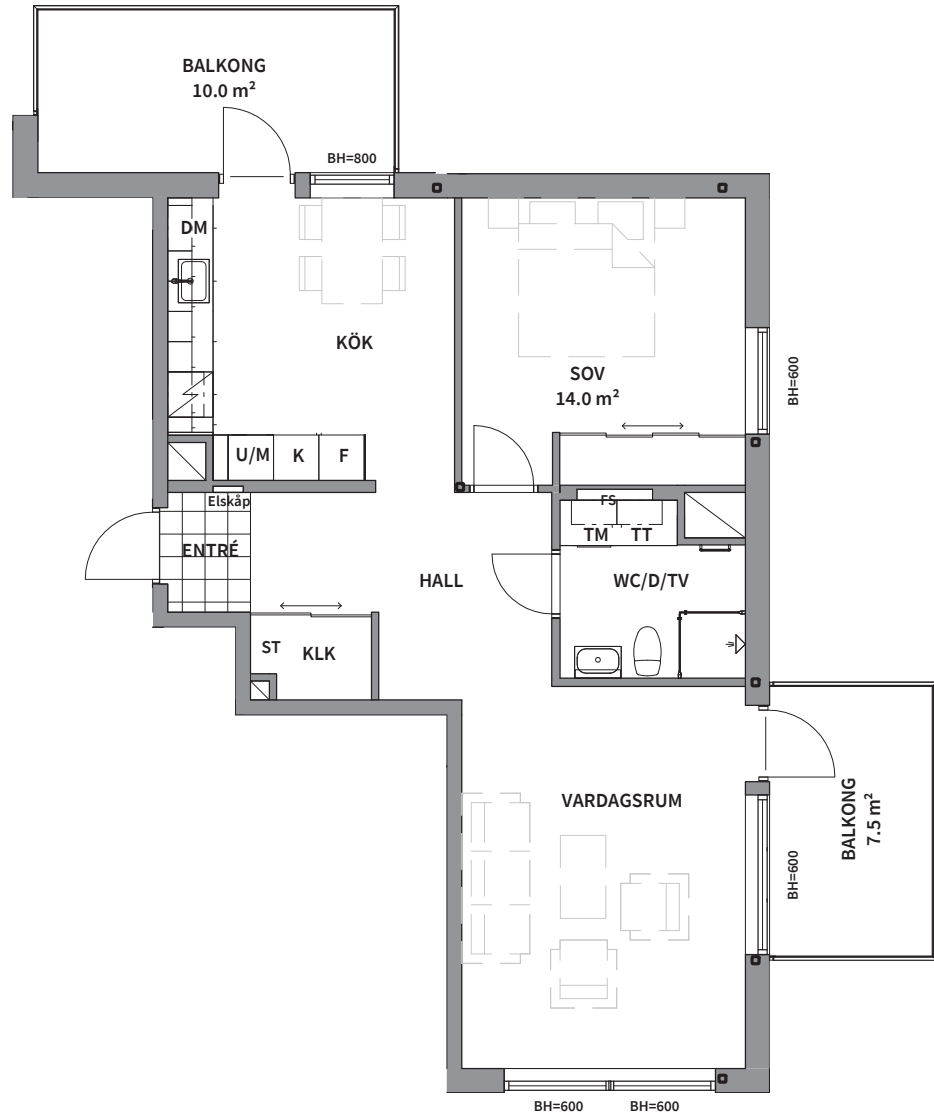 BALKONG
10.0 m²
BH=800
DM
KÖK
SOV
14.0 m²
BH=600
U/M K F
Elskåp
FS
ENTRÉ
TM TT
HALL
WC/D/TV
ST
KLK
VARDAGSRUM
BALKONG
7.5 m²
BH=600
BH=600
BH=600